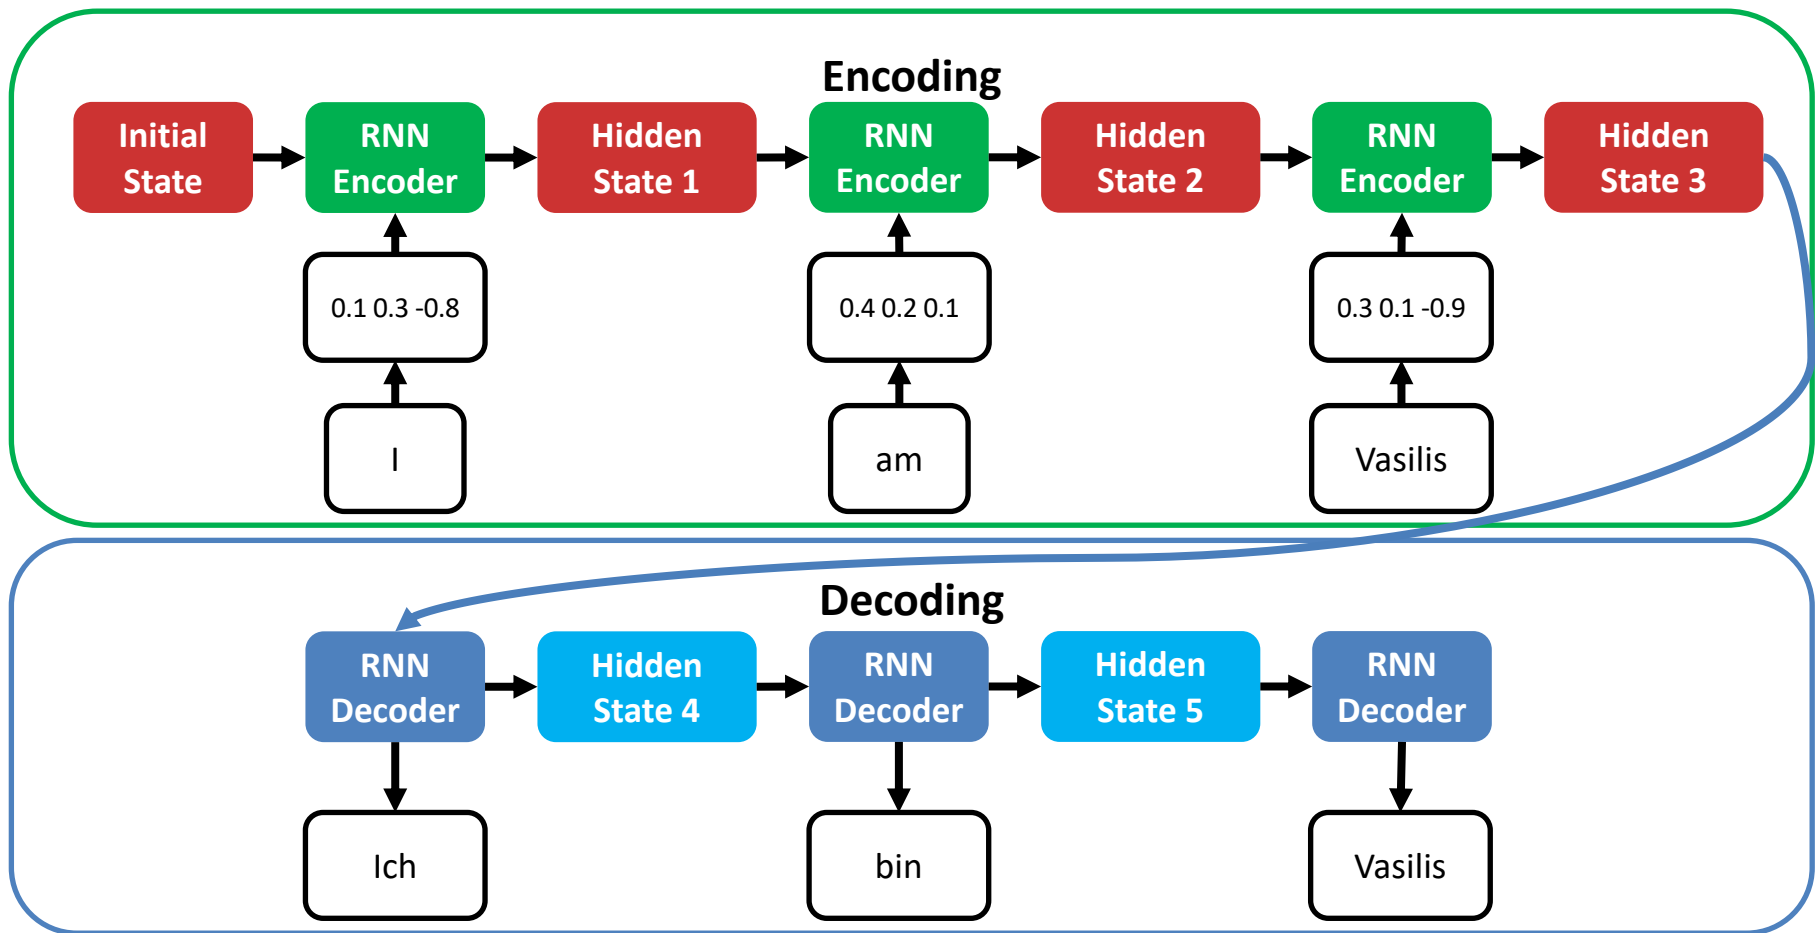 Encoding
Initial
State
RNN
Encoder
Hidden
State 1
RNN
Encoder
Hidden
State 2
RNN
Encoder
Hidden
State 3
0.1 0.3 -0.8
0.4 0.2 0.1
0.3 0.1 -0.9
I
am
Vasilis
Decoding
RNN
Decoder
Hidden
State 4
RNN
Decoder
Hidden
State 5
RNN
Decoder
Ich
bin
Vasilis